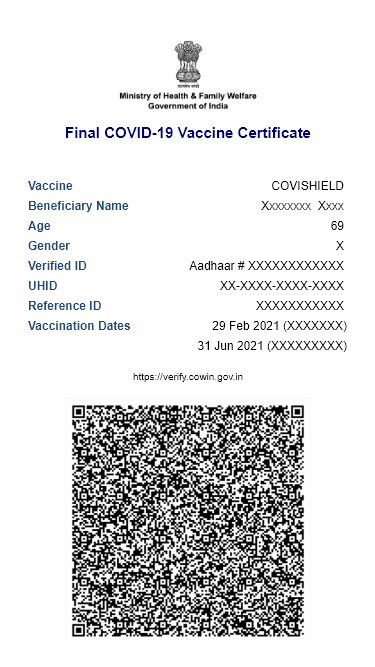 Ministry of Health & Family Welfare
Government of India
Final COVID-19 Vaccine Certificate
Vaccine COVISHIELD
Beneficiary Name Xxxxxxxx Xxxx
Age 69
Gender X
Verified ID Aadhaar # XXXXXXXXXXXX
UHID XX-XXXX-XXXX-XXXX
Reference ID XXXXXXXXXXX
Vaccination Dates 29 Feb 2021 (XXXXXXX)
31 Jun 2021 (XXXXXXXXX)
https://verify.cowin.gov.in